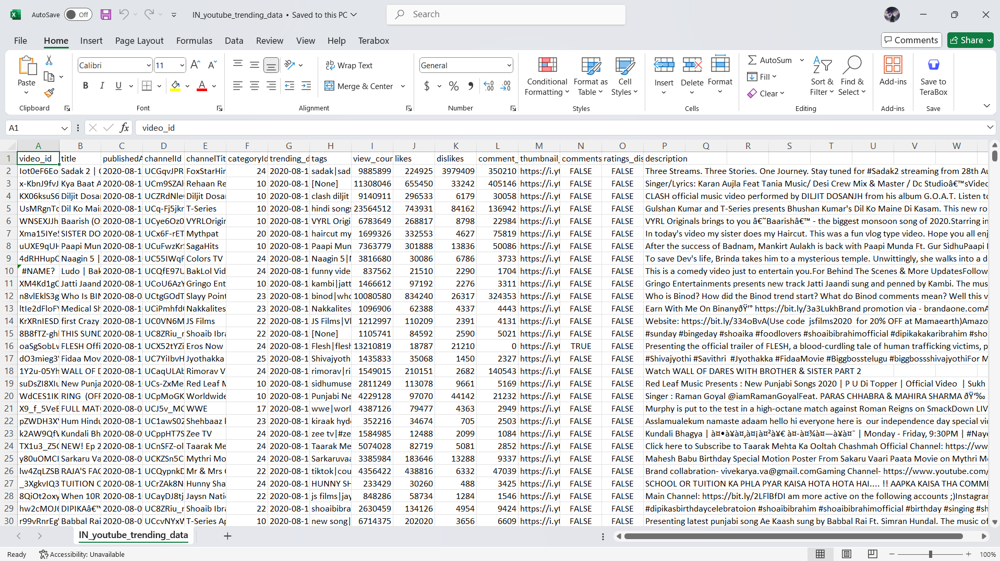 AutoSave Off IN_youtube_trending_data • Saved to this PC Search
File Home Insert Page Layout Formulas Data Review View Help Terabox Comments Share
Calibri 11 Wrap Text General AutoSum
Paste Merge & Center Conditional Formatting Format as Table Cell Styles Insert Delete Format Fill Clear Sort & Filter Find & Select Add-ins Save to TeraBox
Clipboard Font Alignment Number Styles Cells Editing Add-ins Save
A1 video_id
A B C D E F G H I J K L M N O P Q R S T U V W
1 video_id title publishedA channelId channelTit categoryId trending_d tags view_cour likes dislikes comment_ thumbnail_ comments ratings_dis description
2 Iot0eF6Eo Sadak 2 | 2020-08-1 UCGqvJPR FoxStarHin 24 2020-08-1 sadak|sad 9885899 224925 3979409 350210 https://i.yt FALSE FALSE Three Streams. Three Stories. One Journey. Stay tuned for #Sadak2 streaming from 28th Au
3 x-KbnJ9fvJ Kya Baat A 2020-08-1 UCm9SZAl Rehaan Re 10 2020-08-1 [None] 11308046 655450 33242 405146 https://i.yt FALSE FALSE Singer/Lyrics: Karan Aujla Feat Tania Music/ Desi Crew Mix & Master / Dc Studioâ€™sVideo
4 KX06ksuS6 Diljit Dosar 2020-08-1 UCZRdNle Diljit Dosar 10 2020-08-1 clash diljit 9140911 296533 6179 30058 https://i.yt FALSE FALSE CLASH official music video performed by DILJIT DOSANJH from his album G.O.A.T. Listen to
5 UsMRgnTc Dil Ko Mai 2020-08-1 UCq-Fj5jkr T-Series 10 2020-08-1 hindi song 23564512 743931 84162 136942 https://i.yt FALSE FALSE Gulshan Kumar and T-Series presents Bhushan Kumar's Dil Ko Maine Di Kasam. This new ro
6 WNSEXJJh Baarish (O 2020-08-1 UCye6Oz0 VYRLOrigin 10 2020-08-1 VYRL Origi 6783649 268817 8798 22984 https://i.yt FALSE FALSE VYRL Originals brings to you â€˜Baarishâ€™ - the biggest monsoon song of 2020.Starring in
7 Xma15IYe SISTER DO 2020-08-1 UCx6F-rET Mythpat 20 2020-08-1 haircut my 1699326 332553 4627 75819 https://i.yt FALSE FALSE In today's video my sister does my Haircut. This was a fun vlog type video. Hope you all enj
8 uUXE9qUH Paapi Mun 2020-08-1 UCuFwzKr SagaHits 10 2020-08-1 Paapi Mun 7363779 301888 13836 50086 https://i.yt FALSE FALSE After the success of Badnam, Mankirt Aulakh is back with Paapi Munda Ft. Gur SidhuPaapi
9 4dRHHupC Naagin 5 | 2020-08-1 UC55IWqF Colors TV 24 2020-08-1 Naagin 5| 3816680 30086 6786 3733 https://i.yt FALSE FALSE To save Dev's life, Brinda takes him to a mysterious temple. Unwittingly, she walks into a d
10 #NAME? Ludo | Bak 2020-08-1 UCQfE97U BakLol Vid 24 2020-08-1 funny vide 837562 21510 2290 1704 https://i.yt FALSE FALSE This is a comedy video just to entertain you.For Behind The Scenes & More UpdatesFollow
11 XM4Kd1gC Jatti Jaand 2020-08-1 UCoU6AzY Gringo Ent 10 2020-08-1 kambi|jatt 1466612 97192 2276 3311 https://i.yt FALSE FALSE Gringo Entertainments presents new track Jatti Jaandi sung and penned by Kambi. The mus
12 n8vlEklS3g Who Is BIN 2020-08-0 UCtgGOdT Slayy Point 23 2020-08-1 binod|who 10080580 834240 26317 324353 https://i.yt FALSE FALSE Who is Binod? How did the Binod trend start? What do Binod comments mean? Well this v
13 ltIe2dFloFY Medical Sh 2020-08-1 UCiPmhfd Nakkalites 23 2020-08-1 Nakkalites 1096906 62388 4337 4443 https://i.yt FALSE FALSE Earn With Me On Binanyðÿ’° https://bit.ly/3a3LukhBrand promotion via - brandaone.comA
14 KrXRnIESD first Crazy 2020-08-1 UC0VN6M JS Films 22 2020-08-1 JS Films|Vl 1212997 110209 2391 4131 https://i.yt FALSE FALSE Website: https://bit.ly/334oBvA(Use code jsfilms2020 for 20% OFF at Mamaearth)Amazo
15 8B8fTZ-ghl THIS SUND 2020-08-1 UC8ZRiu_r Shoaib Ibra 22 2020-08-1 [None] 1105741 84592 2590 5021 https://i.yt FALSE FALSE #sunday #bingeday #shoaika #foodlovers #shoaibibrahimofficial #dipikakakaribrahim #sho
16 oaSgSobLv FLESH Offi 2020-08-1 UCX52tYZi Eros Now 24 2020-08-1 Flesh|flesh 13210819 18787 21210 0 https://i.yt TRUE FALSE Presenting the official trailer of FLESH, a blood-curdling tale of human trafficking victims, p
17 dO3mieg3 Fidaa Mov 2020-08-1 UC7YiIbvH Jyothakka 25 2020-08-1 Shivajyoth 1435833 35068 1450 2327 https://i.yt FALSE FALSE #Shivajyothi #Savithri #Jyothakka #FidaaMovie #Biggbosstelugu #biggbossshivajyothiFor M
18 1Y2u-05Yh WALL OF D 2020-08-1 UCaqULAb Rimorav V 24 2020-08-1 rimorav|ri 1549015 210151 2682 140543 https://i.yt FALSE FALSE Watch WALL OF DARES WITH BROTHER & SISTER PART 2
19 suDsZI8XIu New Punja 2020-08-1 UCs-ZxMe Red Leaf M 10 2020-08-1 sidhumuse 2811249 113078 9661 5169 https://i.yt FALSE FALSE Red Leaf Music Presents : New Punjabi Songs 2020 | P U Di Topper | Official Video | Sukh
20 WdCES1IK RING (OFF 2020-08-1 UCpMoGK Worldwide 10 2020-08-1 Punjabi Ne 4229128 97070 44142 21232 https://i.yt FALSE FALSE Singer : Raman Goyal @iamRamanGoyalFeat. PARAS CHHABRA & MAHIRA SHARMA ðŸ‘‰
21 X9_f_5VeE FULL MAT 2020-08-0 UCJ5v_MC WWE 17 2020-08-1 wwe|worl 4387126 79477 4363 2949 https://i.yt FALSE FALSE Murphy is put to the test in a high-octane match against Roman Reigns on SmackDown LIV
22 pZWDH3X Hum Hindu 2020-08-1 UC1awS02 Shehbaaz 23 2020-08-1 kiraak hyd 352216 34674 705 2503 https://i.yt FALSE FALSE Asslamualekum namaste adaam hello hi everyone here is our independence day special vi
23 k2AW9Qf Kundali Bh 2020-08-0 UCppHT7S Zee TV 24 2020-08-1 zee tv|#ze 1584985 12488 2099 1084 https://i.yt FALSE FALSE Kundali Bhagya | | Monday - Friday, 9:30PM | #Naye
24 TX1u3_Z5C NEW! Ep 2 2020-08-1 UCnSFZ-ol Taarak Me 24 2020-08-1 Taarak Me 5074028 82719 5081 2852 https://i.yt FALSE FALSE Click here to Subscribe to Taarak Mehta Ka Ooltah Chashmah Official Channel: https://ww
25 y80uOMCI Sarkaru Va 2020-08-0 UCKZSn5C Mythri Mo 24 2020-08-1 Sarkaruvaa 3385984 183646 13288 9337 https://i.yt FALSE FALSE Mahesh Babu Birthday Special Motion Poster From Sakaru Vaari Paata Movie on Mythri M
26 lw4ZqLZSB RAJA'S FAC 2020-08-0 UCQypnkD Mr & Mrs 22 2020-08-1 tiktok|cou 4356422 438816 6332 47039 https://i.yt FALSE FALSE Brand collabration- vivekarya.va@gmail.comGaming Channel- https://www.youtube.com/
27 _3XgkvIQ3 TUITION C 2020-08-0 UCrZAk8N Hunny Sha 24 2020-08-1 HUNNY SH 233429 30260 488 3425 https://i.yt FALSE FALSE SCHOOL OR TUITION KA PHLA PYAR KAISA HOTA HOTA HAI.... !! AAPKA KAISA THA COMM
28 8QiOt2oxy When 10R 2020-08-0 UCayDJ8tj Jaysn Nati 22 2020-08-1 js films|jay 848286 58734 1284 1546 https://i.yt FALSE FALSE Main Channel: https://bit.ly/2LFlBfDI am more active on the following accounts ;)Instagrar
29 hw2cMOJ6 DIPIKAâ€™ 2020-08-0 UC8ZRiu_r Shoaib Ibra 22 2020-08-1 shoaibibra 2630459 134126 4954 9424 https://i.yt FALSE FALSE #dipikasbirthdaycelebratoion #shoaibibrahim #shoaibibrahimofficial #birthday #singing #sh
30 r99vRnrEg Babbal Rai 2020-08-0 UCcvNYxV T-Series Ap 10 2020-08-1 new song| 6714375 202020 3656 6609 https://i.yt FALSE FALSE Presenting latest punjabi song Ae Kaash sung by Babbal Rai Ft. Simran Hundal. The music of
IN_youtube_trending_data
Ready Accessibility: Unavailable 100%